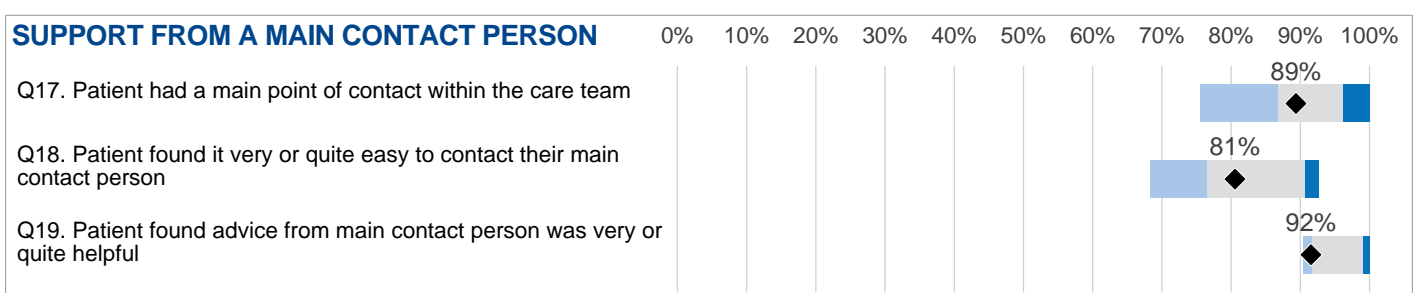 SUPPORT FROM A MAIN CONTACT PERSON 0% 10% 20% 30% 40% 50% 60% 70% 80% 90% 100%
89%
Q17. Patient had a main point of contact within the care team
81%
Q18. Patient found it very or quite easy to contact their main
contact person
92%
Q19. Patient found advice from main contact person was very or
quite helpful